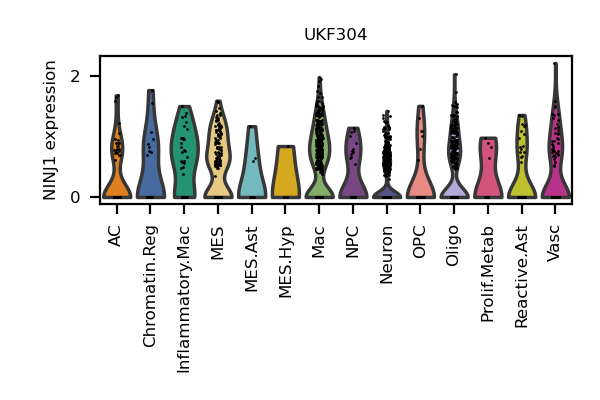 UKF304
NINJ1 expression
2
0
AC
Chromatin.Reg
Inflammatory.Mac
MES
MES.Ast
MES.Hyp
Mac
NPC
Neuron
OPC
Oligo
Prolif.Metab
Reactive.Ast
Vasc